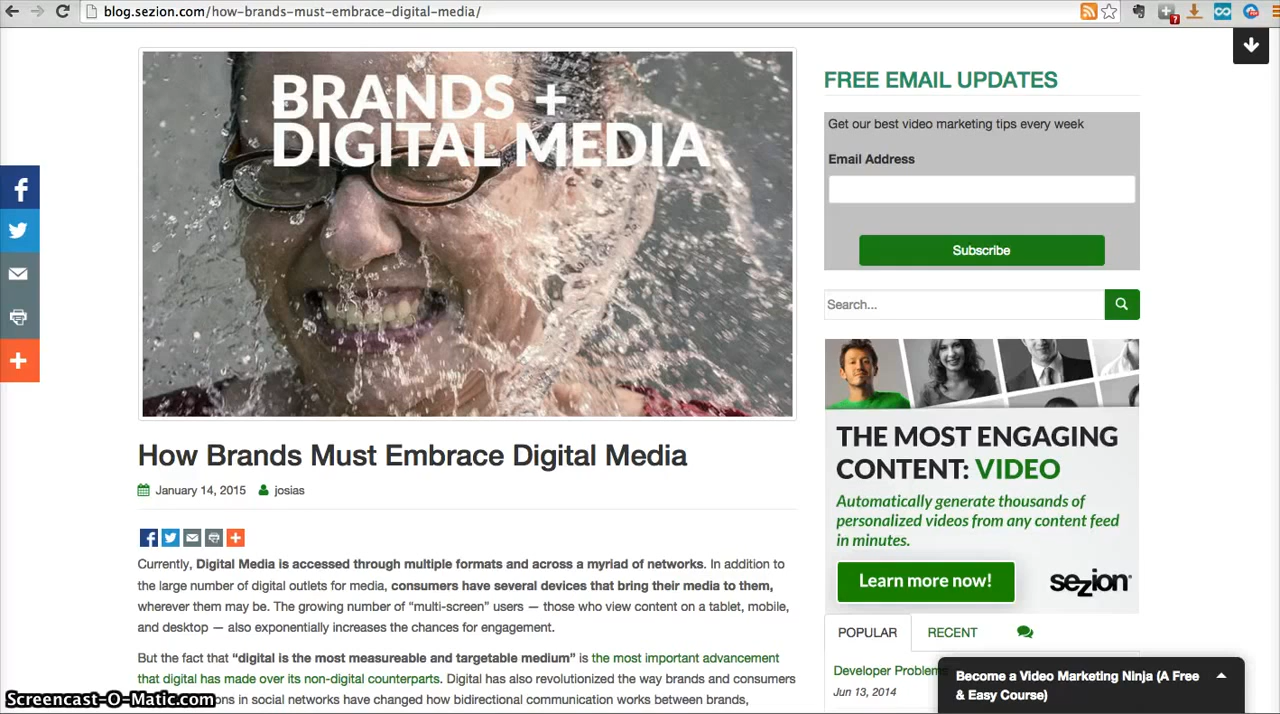 blog.sezion.com/how-brands-must-embrace-digital-media/
7
BRANDS +
DIGITAL MEDIA
FREE EMAIL UPDATES
Get our best video marketing tips every week
Email Address
Subscribe
Search...
THE MOST ENGAGING
CONTENT: VIDEO
Automatically generate thousands of
personalized videos from any content feed
in minutes.
Learn more now!
sezion
How Brands Must Embrace Digital Media
January 14, 2015 josias
Currently, Digital Media is accessed through multiple formats and across a myriad of networks. In addition to
the large number of digital outlets for media, consumers have several devices that bring their media to them,
wherever them may be. The growing number of “multi-screen” users — those who view content on a tablet, mobile,
and desktop — also exponentially increases the chances for engagement.
But the fact that “digital is the most measureable and targetable medium” is the most important advancement
that digital has made over its non-digital counterparts. Digital has also revolutionized the way brands and consumers
ons in social networks have changed how bidirectional communication works between brands,
POPULAR RECENT
Developer Problems
Jun 13, 2014
Become a Video Marketing Ninja (A Free
& Easy Course)
Screencast-O-Matic.com